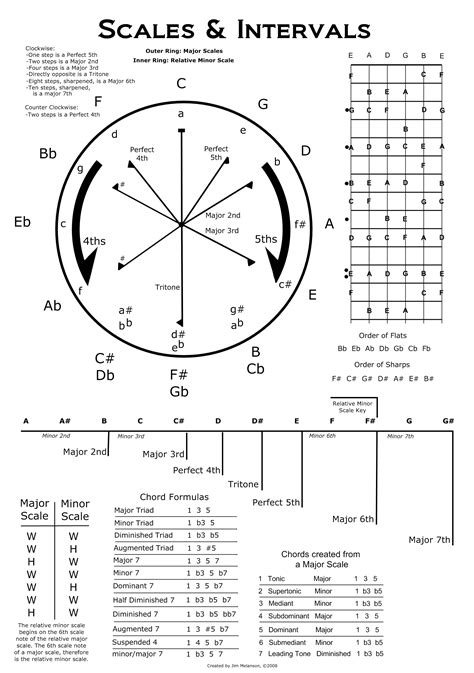 SCALES & INTERVALS
Clockwise:
-One step is a Perfect 5th
-Two steps is a Major 2nd
-Four steps is a Major 3rd
-Directly opposite is a Tritone
-Eight steps, sharpened, is a Major 6th
-Ten steps, sharpened,
is a major 7th
Counter Clockwise:
-Two steps is a Perfect 4th
Outer Ring: Major Scales
Inner Ring: Relative Minor Scale
C
F
G
a
d
e
Bb
D
Perfect
4th
Perfect
5th
g
b
#
Major 2nd
Major 3rd
Eb
c
f#
A
4ths
5ths
#
Tritone
f
c#
Ab
E
a#
bb
g#
ab
d#
eb
C#
Db
B
Cb
F#
Gb
E A D G B E
F C F
B E A
G C F D G
B
A D G C E A
F
B E A D B
C F G C
B E
D G C F A D
E A D G B E
F C F
B E A
Order of Flats
Bb Eb Ab Db Gb Cb Fb
Order of Sharps
F# C# G# D# A# E# B#
Relative Minor
Scale Key
A A# B C C# D D# E F F# G G#
Minor 2nd Minor 3rd Minor 6th Minor 7th
Major 2nd
Major 3rd
Perfect 4th
Tritone
Perfect 5th
Major 6th
Major 7th
Major Minor
Scale Scale
W W
W H
H W
W W
W H
W W
H W
The relative minor scale
begins on the 6th scale
note of the relative major
scale. The 6th scale note
of a major scale, therefore
is the relative minor scale.
Chord Formulas
Major Triad 1 3 5
Minor Triad 1 b3 5
Diminished Triad 1 b3 b5
Augmented Triad 1 3 #5
Major 7 1 3 5 7
Minor 7 1 b3 5 b7
Dominant 7 1 3 5 b7
Half Diminished 7 1 b3 b5 b7
Diminished 7 1 b3 b5 bb7
Augmented 7 1 3 #5 b7
Suspended 4 1 4 5 b7
minor/major 7 1 b3 5 7
Chords created from
a Major Scale
1 Tonic Major 1 3 5
2 Supertonic Minor 1 b3 b5
3 Mediant Minor 1 b3 b5
4 Subdominant Major 1 3 5
5 Dominant Major 1 3 5
6 Submediant Minor 1 b3 b5
7 Leading Tone Diminished 1 b3 b5
Created by Jim Melanson, ©2008